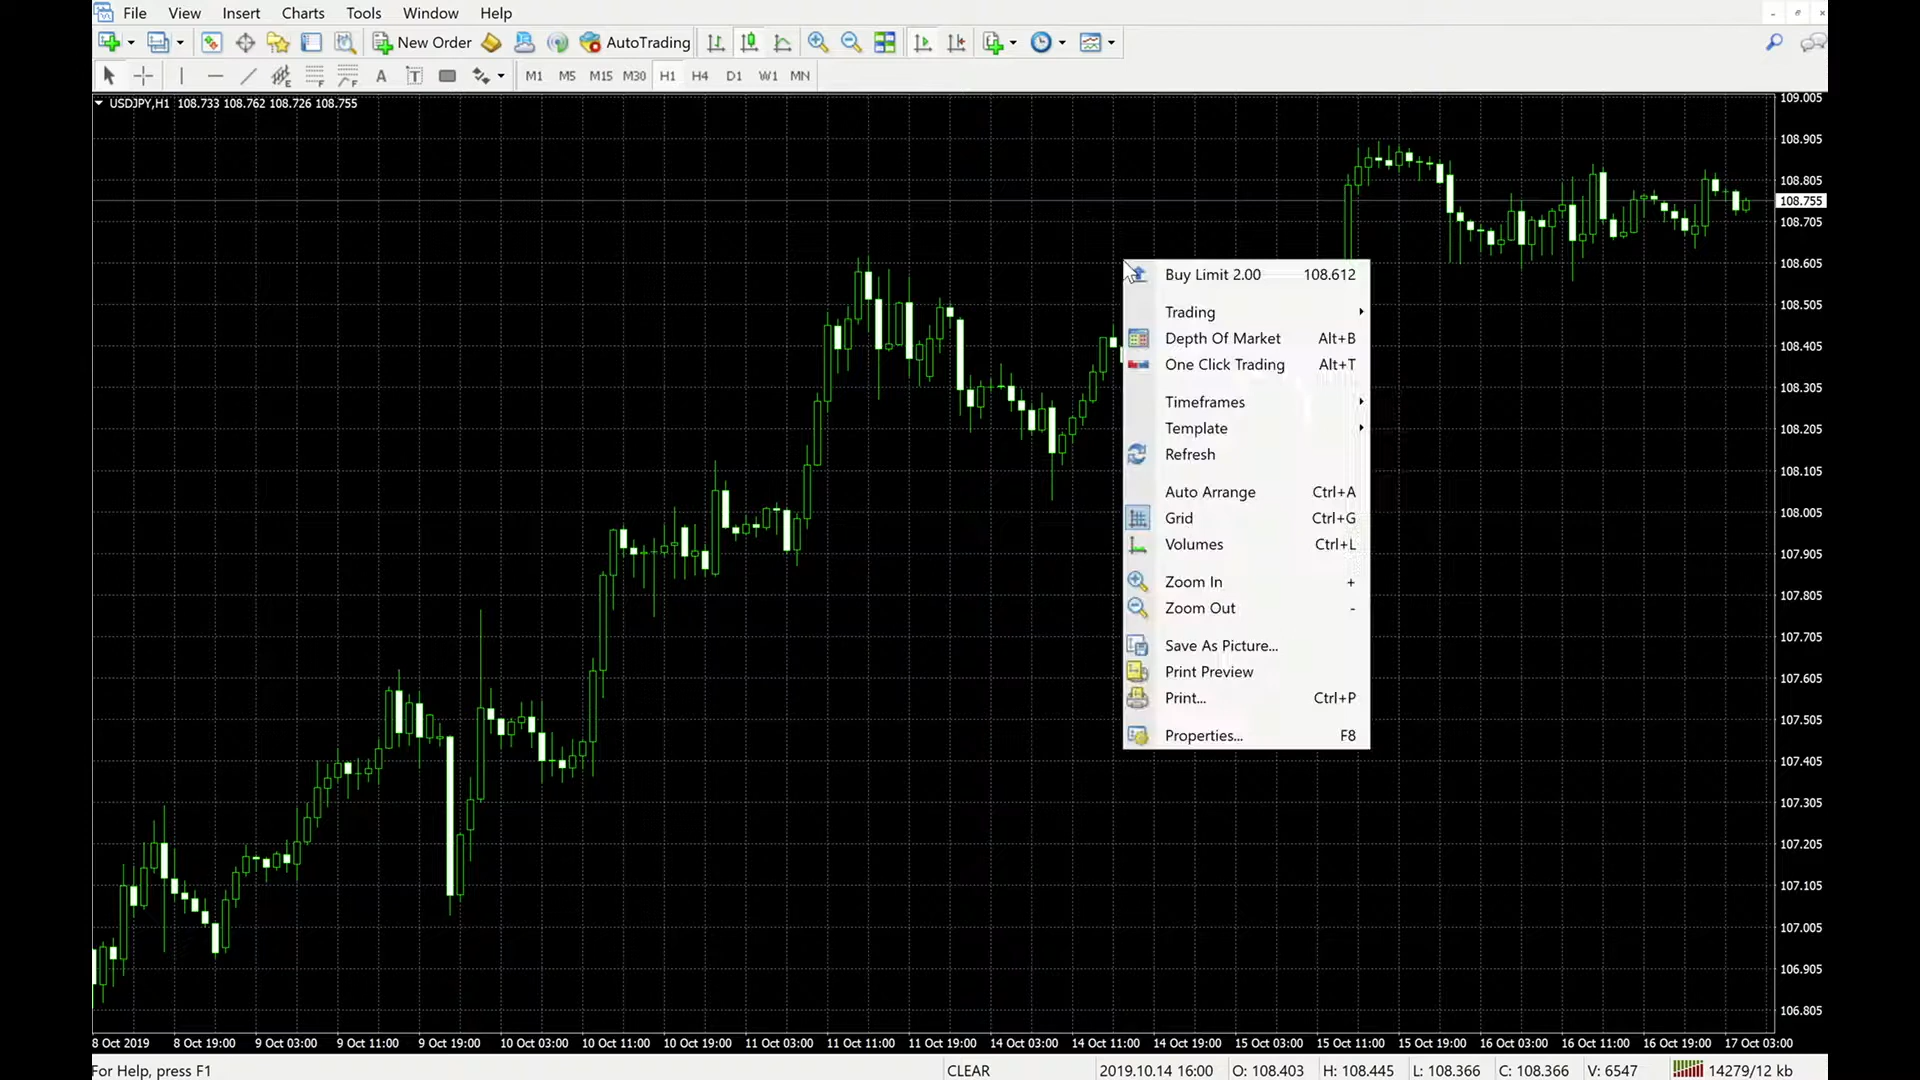 File View Insert Charts Tools Window Help
New Order AutoTrading
A T M1 M5 M15 M30 H1 H4 D1 W1 MN
USDJPY,H1 108.733 108.762 108.726 108.755
109.005
108.905
108.805
108.755
108.705
108.605
108.505
108.405
108.305
108.205
108.105
108.005
107.905
107.805
107.705
107.605
107.505
107.405
107.305
107.205
107.105
107.005
106.905
106.805
Buy Limit 2.00 108.612
Trading
Depth Of Market Alt+B
One Click Trading Alt+T
Timeframes
Template
Refresh
Auto Arrange Ctrl+A
Grid Ctrl+G
Volumes Ctrl+L
Zoom In +
Zoom Out -
Save As Picture...
Print Preview
Print... Ctrl+P
Properties... F8
8 Oct 2019 8 Oct 19:00 9 Oct 03:00 9 Oct 11:00 9 Oct 19:00 10 Oct 03:00 10 Oct 11:00 10 Oct 19:00 11 Oct 03:00 11 Oct 11:00 11 Oct 19:00 14 Oct 03:00 14 Oct 11:00 14 Oct 19:00 15 Oct 03:00 15 Oct 11:00 15 Oct 19:00 16 Oct 03:00 16 Oct 11:00 16 Oct 19:00 17 Oct 03:00
For Help, press F1 CLEAR 2019.10.14 16:00 O: 108.403 H: 108.445 L: 108.366 C: 108.366 V: 6547 14279/12 kb